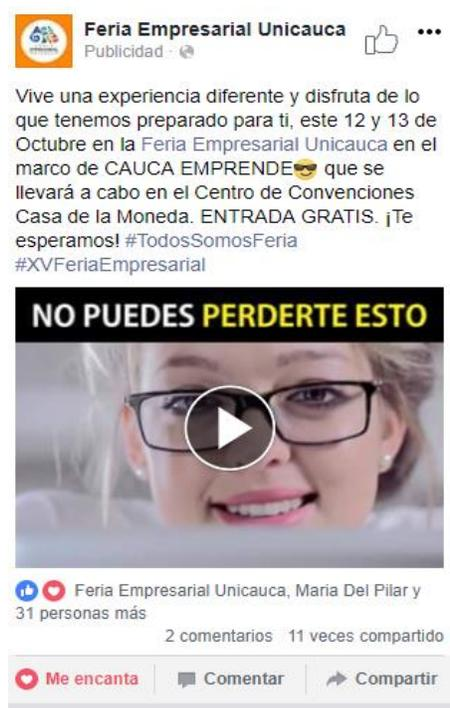 Feria Empresarial Unicauca
Publicidad ·
Vive una experiencia diferente y disfruta de lo
que tenemos preparado para ti, este 12 y 13 de
Octubre en la Feria Empresarial Unicauca en el
marco de CAUCA EMPRENDE😎 que se
llevará a cabo en el Centro de Convenciones
Casa de la Moneda. ENTRADA GRATIS. ¡Te
esperamos! #TodosSomosFeria
#XVFeriaEmpresarial
NO PUEDES PERDERTE ESTO
Feria Empresarial Unicauca, Maria Del Pilar y
31 personas más
2 comentarios 11 veces compartido
Me encanta Comentar Compartir